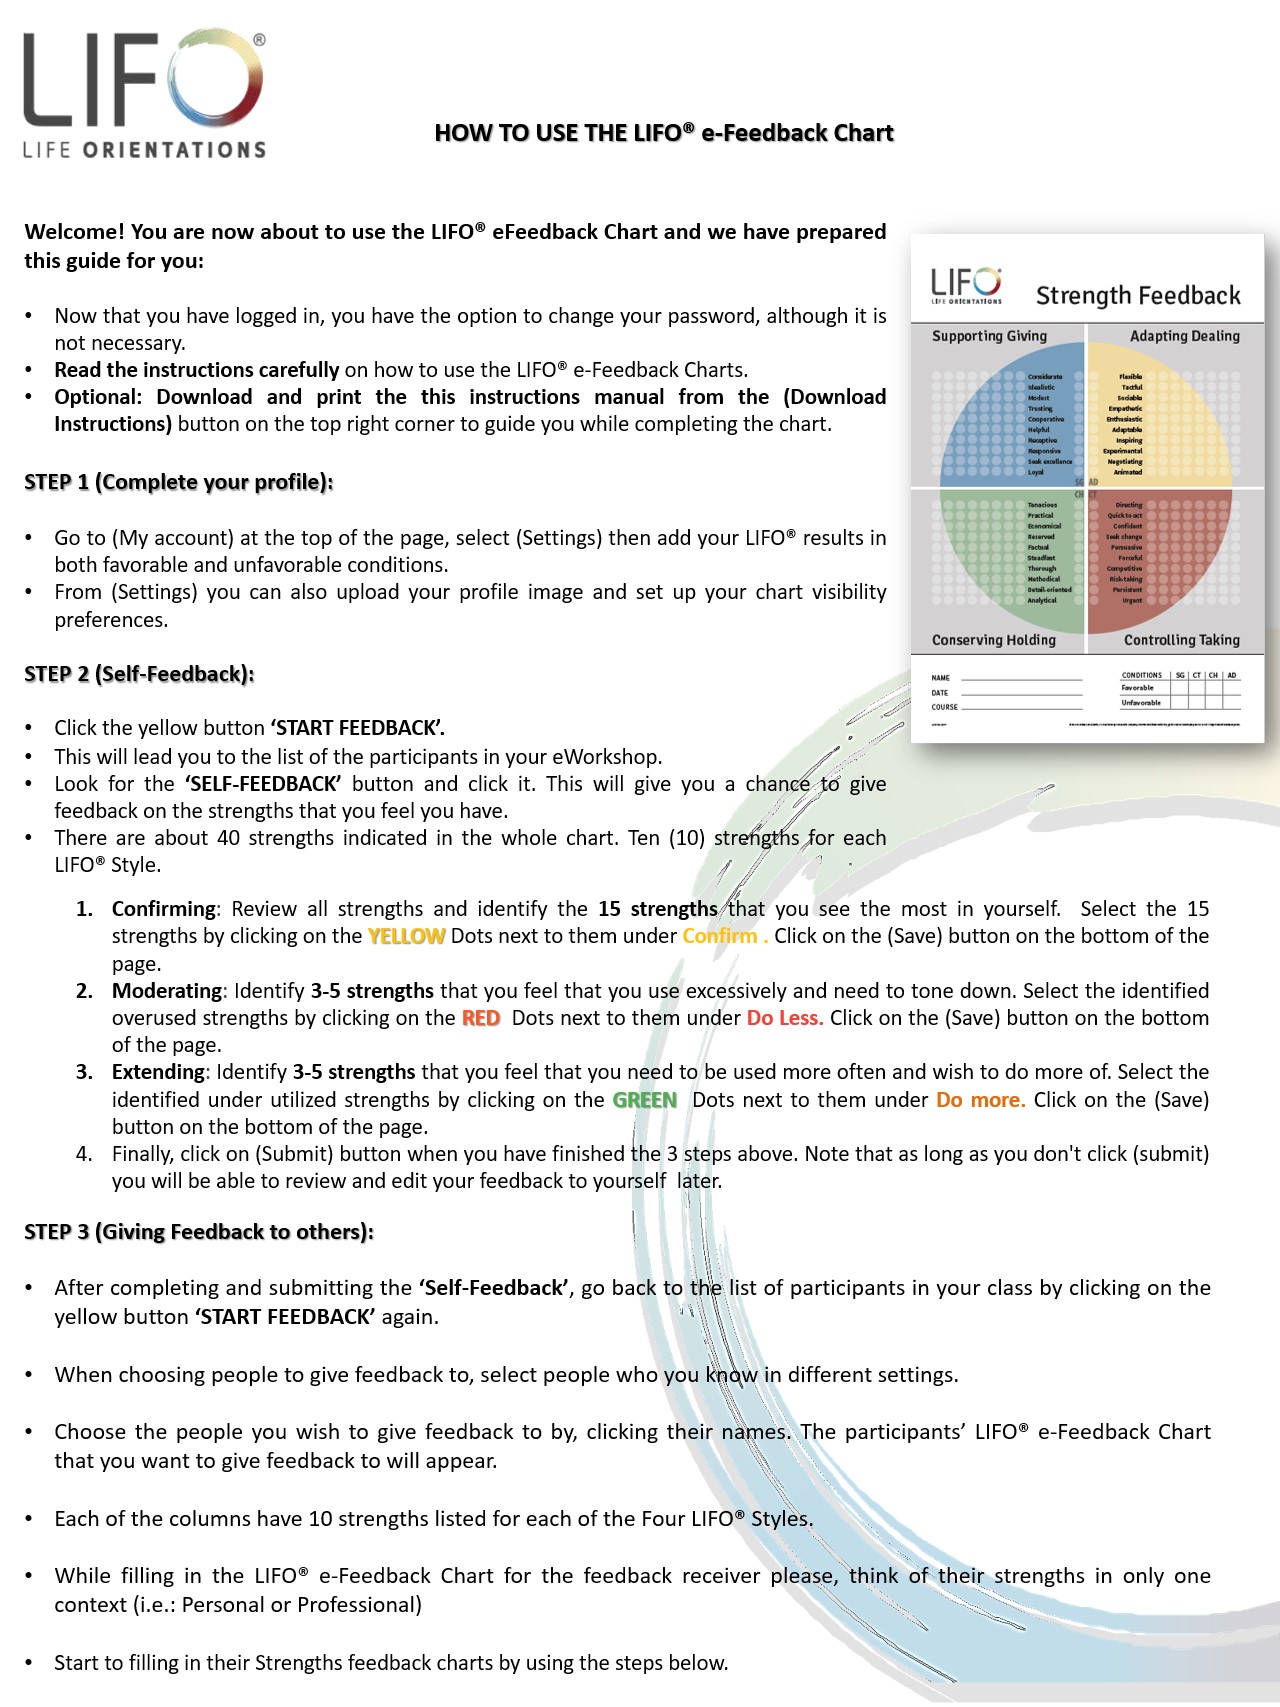 LIFO®
LIFE ORIENTATIONS
HOW TO USE THE LIFO® e-Feedback Chart
Welcome! You are now about to use the LIFO® eFeedback Chart and we have prepared
this guide for you:
• Now that you have logged in, you have the option to change your password, although it is
not necessary.
• Read the instructions carefully on how to use the LIFO® e-Feedback Charts.
• Optional: Download and print the this instructions manual from the (Download
Instructions) button on the top right corner to guide you while completing the chart.
STEP 1 (Complete your profile):
• Go to (My account) at the top of the page, select (Settings) then add your LIFO® results in
both favorable and unfavorable conditions.
• From (Settings) you can also upload your profile image and set up your chart visibility
preferences.
STEP 2 (Self-Feedback):
• Click the yellow button ‘START FEEDBACK’.
• This will lead you to the list of the participants in your eWorkshop.
• Look for the ‘SELF-FEEDBACK’ button and click it. This will give you a chance to give
feedback on the strengths that you feel you have.
• There are about 40 strengths indicated in the whole chart. Ten (10) strengths for each
LIFO® Style.
LIFO
LIFE ORIENTATIONS
Strength Feedback
Supporting Giving
Adapting Dealing
Considerate
Idealistic
Modest
Trusting
Cooperative
Helpful
Receptive
Responsive
Seek excellence
Loyal
Flexible
Tactful
Sociable
Empathetic
Enthusiastic
Adaptable
Inspiring
Experimental
Negotiating
Animated
SG AD
CH CT
Tenacious
Practical
Economical
Reserved
Factual
Steadfast
Thorough
Methodical
Detail-oriented
Analytical
Directing
Quick to act
Confident
Seek change
Persuasive
Forceful
Competitive
Risk-taking
Persistent
Urgent
Conserving Holding
Controlling Taking
NAME
DATE
COURSE
CONDITIONS SG CT CH AD
Favorable
Unfavorable
1. Confirming: Review all strengths and identify the 15 strengths that you see the most in yourself. Select the 15
strengths by clicking on the YELLOW Dots next to them under Confirm . Click on the (Save) button on the bottom of the
page.
2. Moderating: Identify 3-5 strengths that you feel that you use excessively and need to tone down. Select the identified
overused strengths by clicking on the RED Dots next to them under Do Less. Click on the (Save) button on the bottom
of the page.
3. Extending: Identify 3-5 strengths that you feel that you need to be used more often and wish to do more of. Select the
identified under utilized strengths by clicking on the GREEN Dots next to them under Do more. Click on the (Save)
button on the bottom of the page.
4. Finally, click on (Submit) button when you have finished the 3 steps above. Note that as long as you don't click (submit)
you will be able to review and edit your feedback to yourself later.
STEP 3 (Giving Feedback to others):
• After completing and submitting the ‘Self-Feedback’, go back to the list of participants in your class by clicking on the
yellow button ‘START FEEDBACK’ again.
• When choosing people to give feedback to, select people who you know in different settings.
• Choose the people you wish to give feedback to by, clicking their names. The participants’ LIFO® e-Feedback Chart
that you want to give feedback to will appear.
• Each of the columns have 10 strengths listed for each of the Four LIFO® Styles.
• While filling in the LIFO® e-Feedback Chart for the feedback receiver please, think of their strengths in only one
context (i.e.: Personal or Professional)
• Start to filling in their Strengths feedback charts by using the steps below.